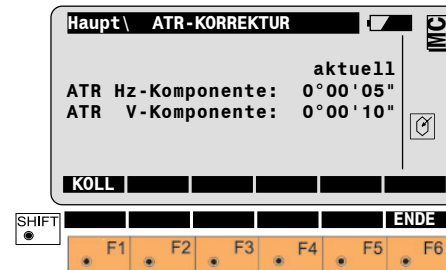 Haupt\ ATR-KORREKTUR
MC
aktuell
ATR Hz-Komponente: 0°00'05"
ATR V-Komponente: 0°00'10"
KOLL
SHIFT
ENDE
F1 F2 F3 F4 F5 F6